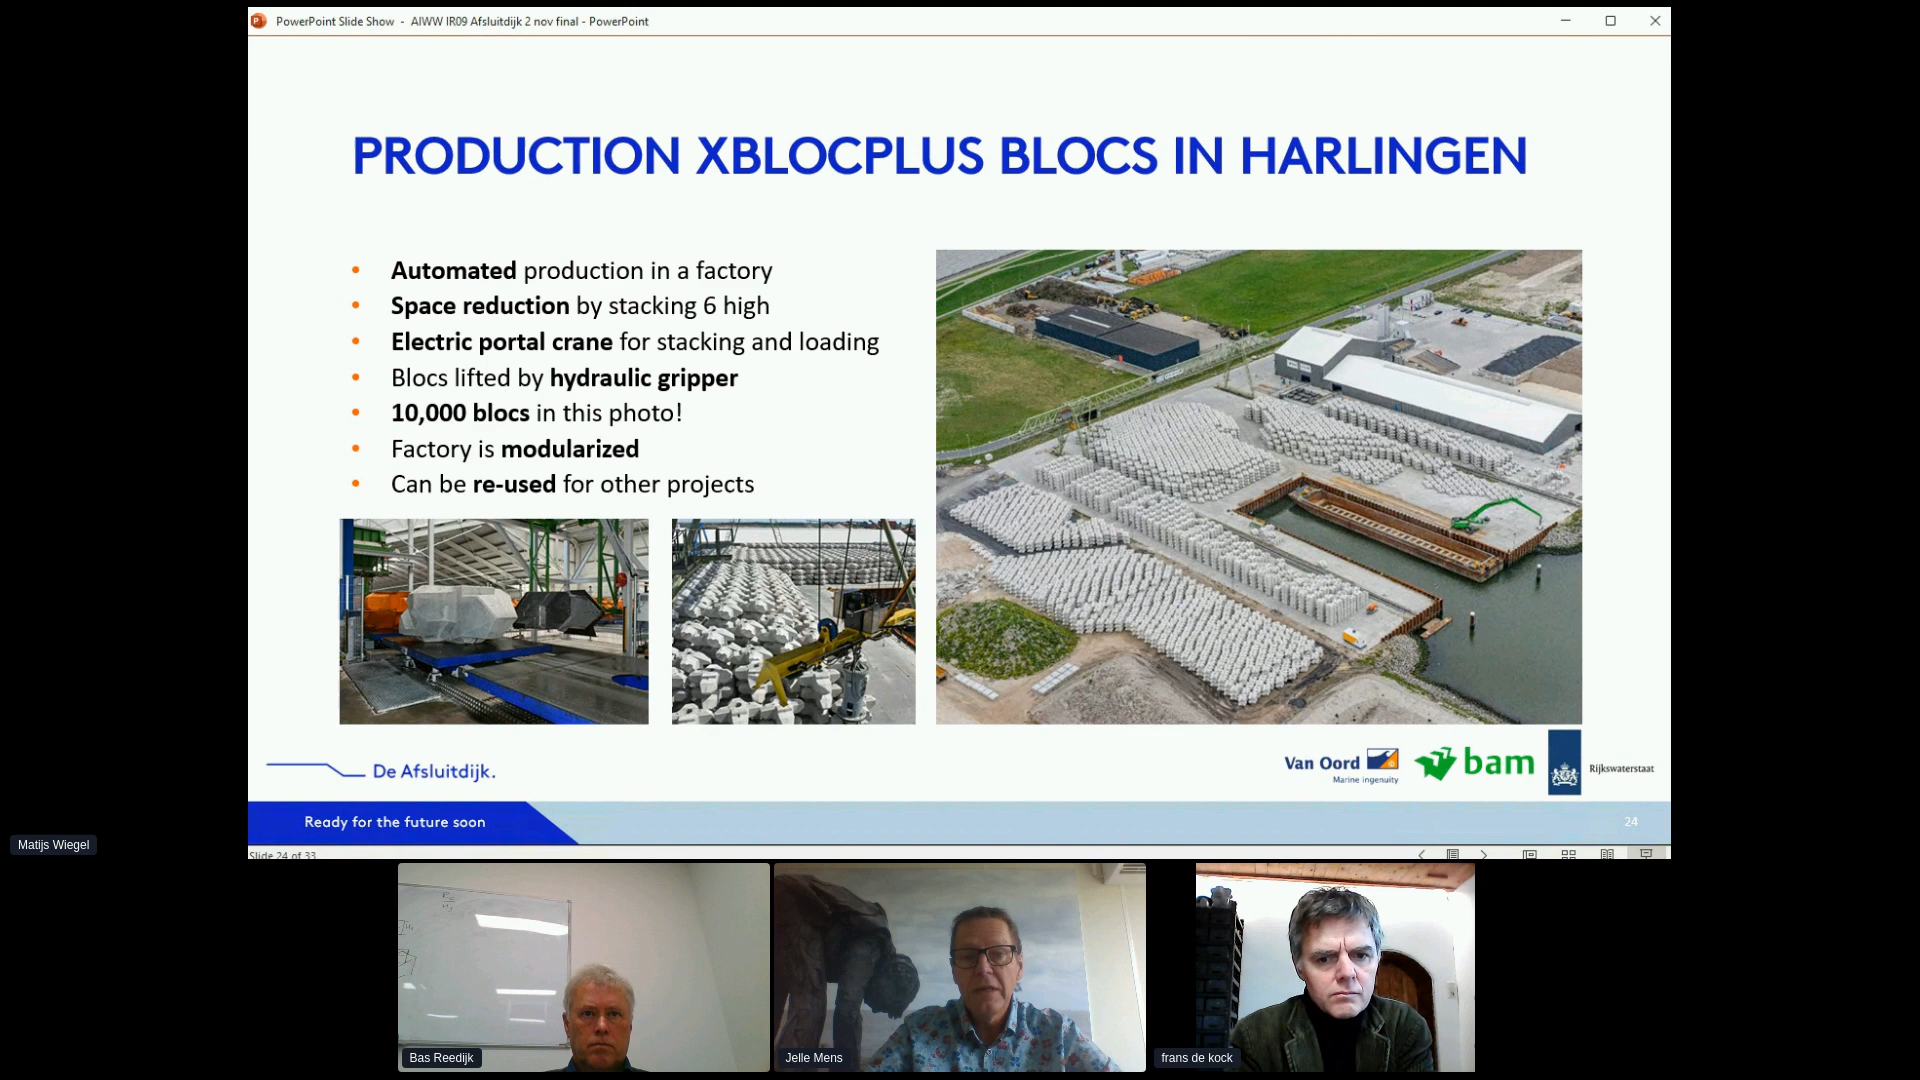 PowerPoint Slide Show - AIWW IR09 Afsluitdijk 2 nov final - PowerPoint
PRODUCTION XBLOCPLUS BLOCS IN HARLINGEN
• Automated production in a factory
• Space reduction by stacking 6 high
• Electric portal crane for stacking and loading
• Blocs lifted by hydraulic gripper
• 10,000 blocs in this photo!
• Factory is modularized
• Can be re-used for other projects
De Afsluitdijk.
Van Oord
Marine ingenuity
bam
Rijkswaterstaat
Ready for the future soon
24
Slide 24 of 33
Matijs Wiegel
Bas Reedijk
Jelle Mens
frans de kock